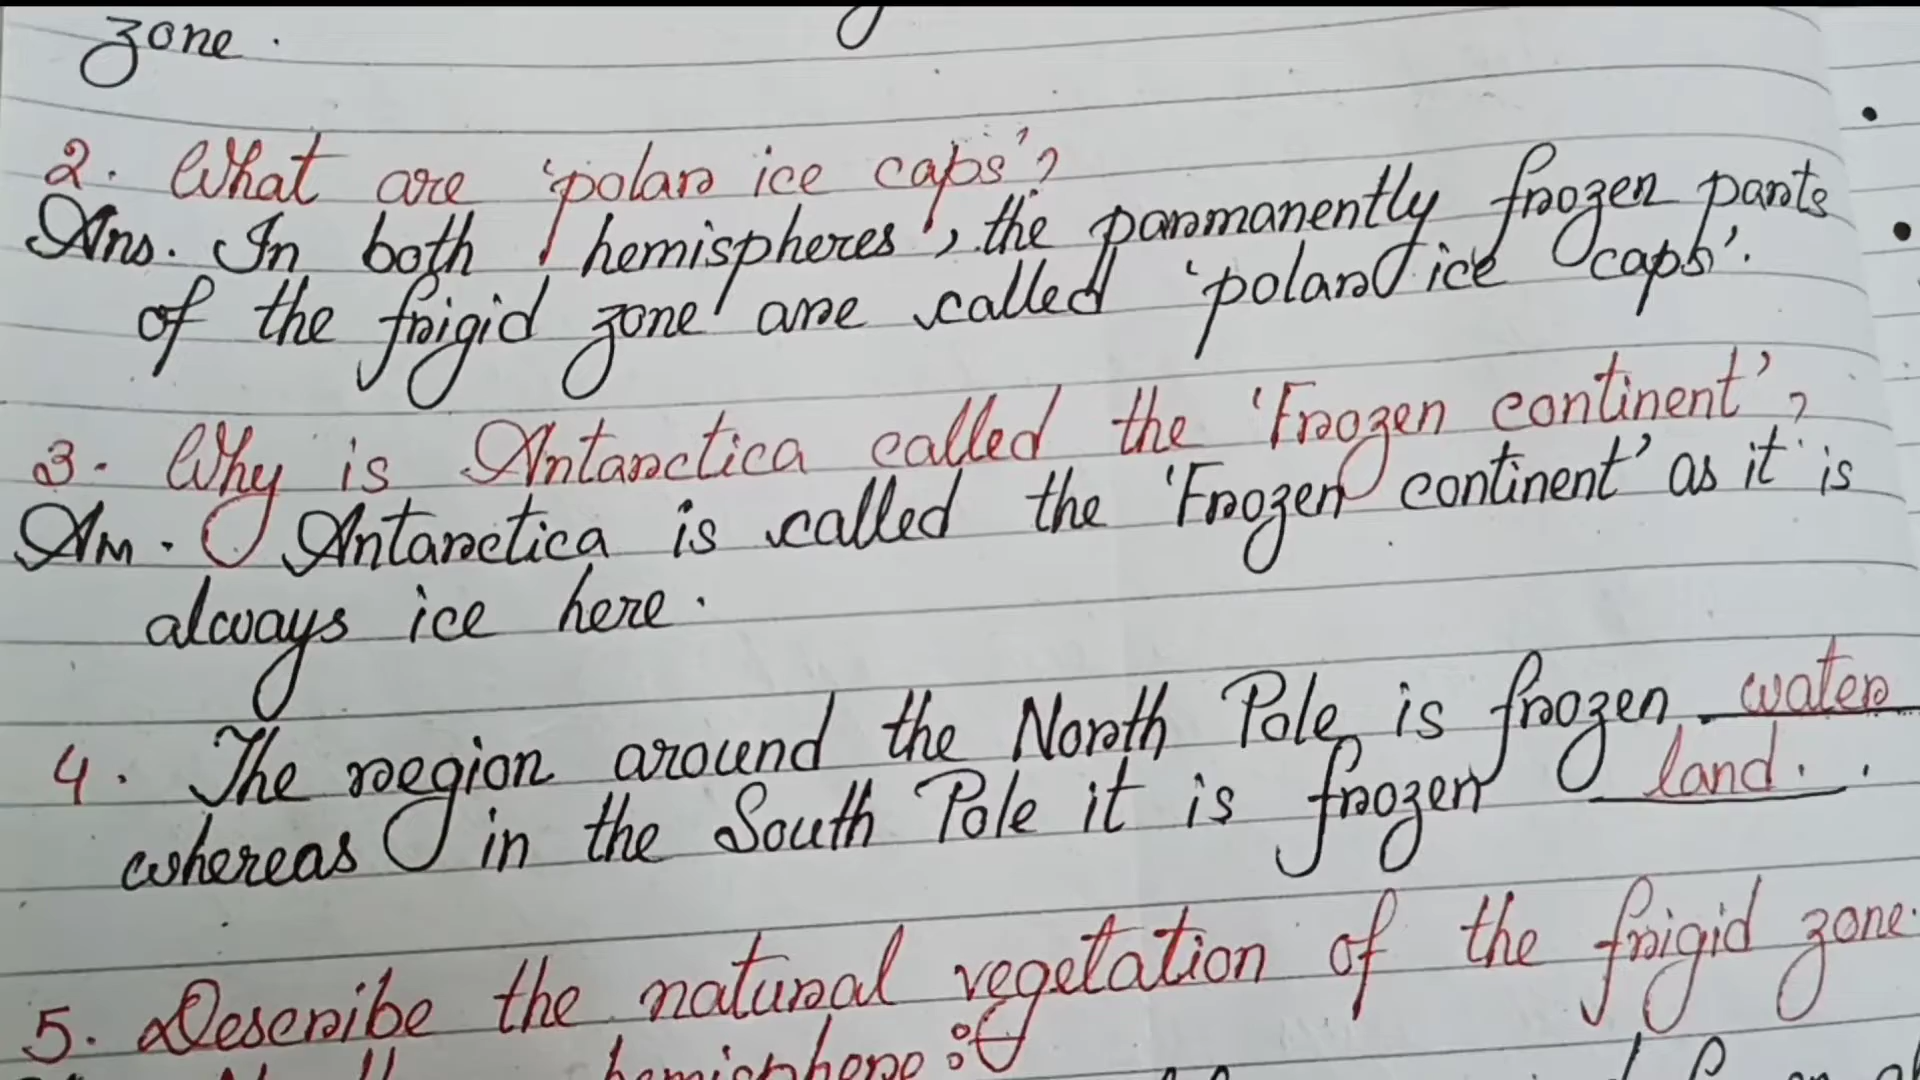 zone.
2. What are 'polar ice caps'?
Ans. In both hemispheres, the parmanently frozen parts
of the frigid zone are called 'polar ice caps'.
3. Why is Antarctica called the 'Frozen continent'?
Ans. Antarctica is called the 'Frozen continent' as it is
always ice here.
4. The region around the North Pole is frozen water
whereas in the South Pole it is frozen land.
5. Describe the natural vegetation of the frigid zone.
hemisphere :